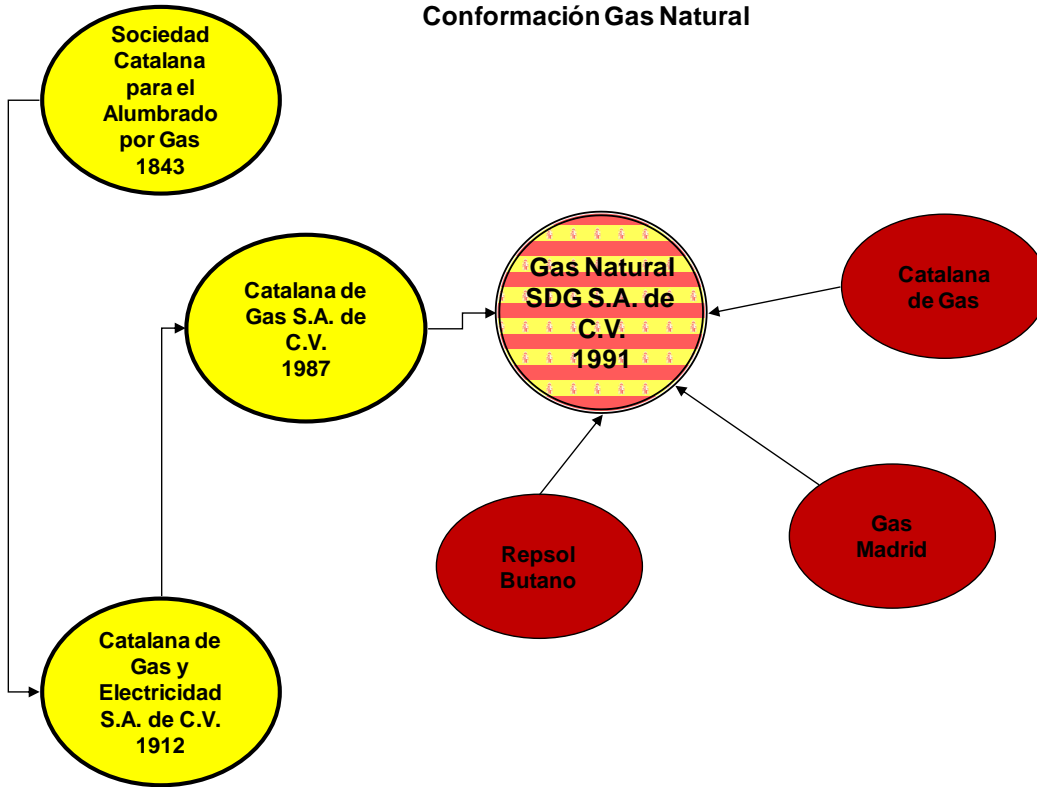 Conformación Gas Natural
Sociedad
Catalana
para el
Alumbrado
por Gas
1843
Catalana de
Gas S.A. de
C.V.
1987
Gas Natural
SDG S.A. de
C.V.
1991
Catalana
de Gas
Repsol
Butano
Gas
Madrid
Catalana de
Gas y
Electricidad
S.A. de C.V.
1912